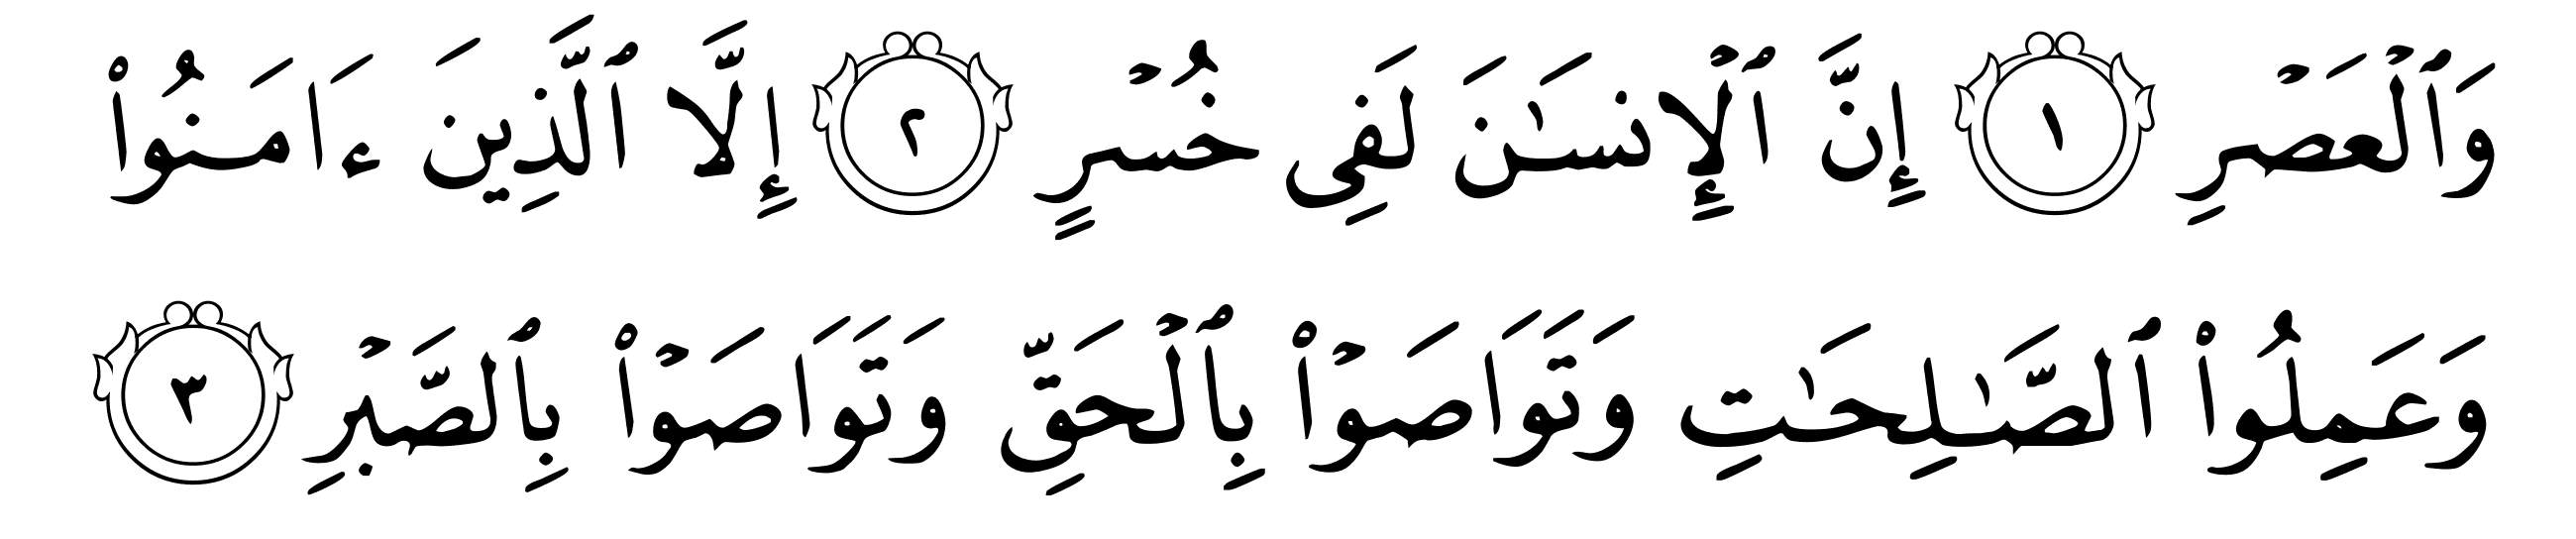 وَٱلۡعَصۡرِ ١ إِنَّ ٱلۡإِنسَٰنَ لَفِي خُسۡرٍ ٢ إِلَّا ٱلَّذِينَ ءَامَنُواْ
وَعَمِلُواْ ٱلصَّٰلِحَٰتِ وَتَوَاصَوۡاْ بِٱلۡحَقِّ وَتَوَاصَوۡاْ بِٱلصَّبۡرِ ٣